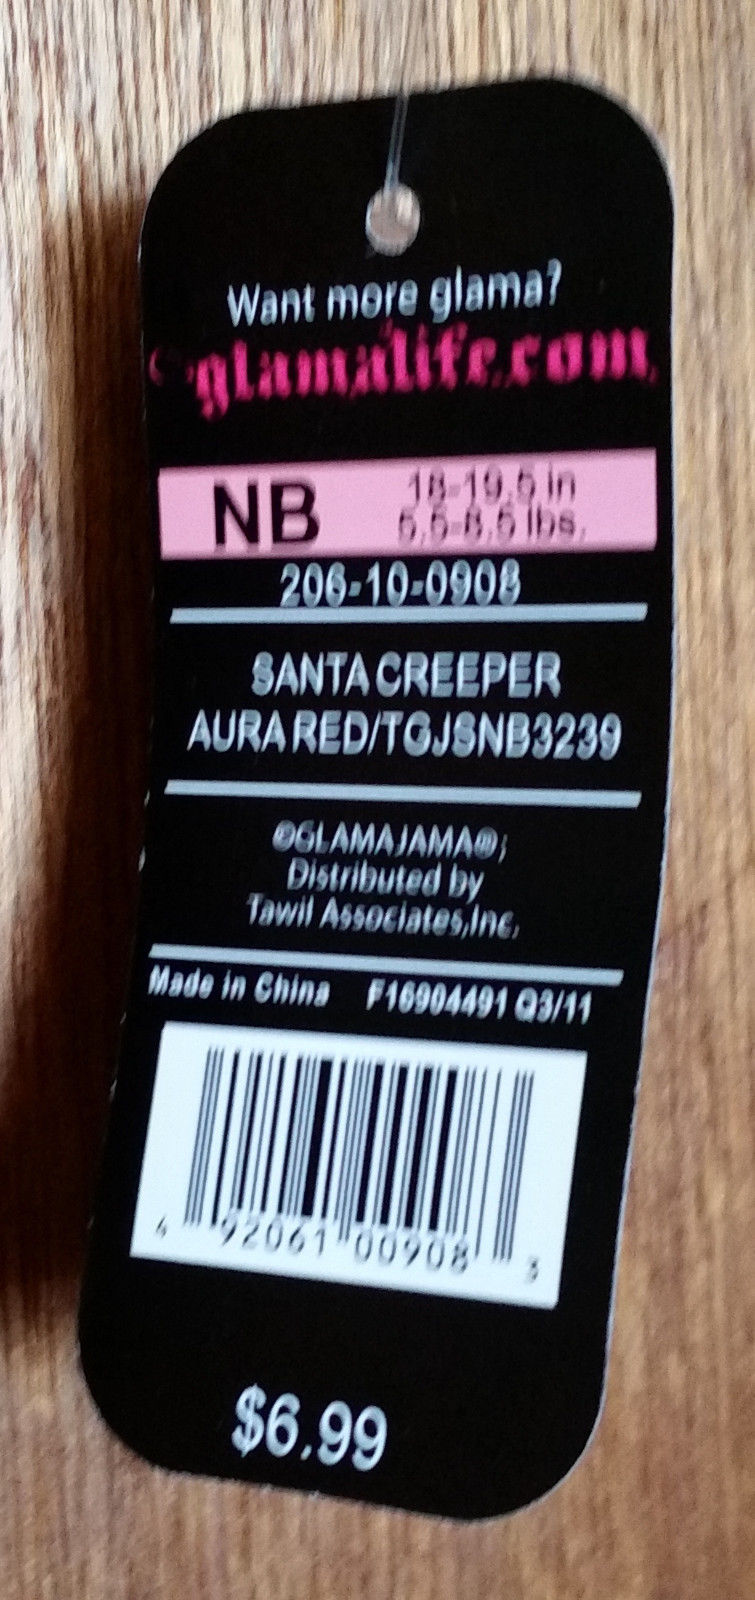 Want more glama?
glamalife.com
NB 18-19.5 in
5.5-8.5 lbs.
206-10-0908
SANTA CREEPER
AURA RED/TGJSNB3239
©GLAMAJAMA®;
Distributed by
Tawil Associates,Inc.
Made in China F16904491 Q3/11
4 92061 00908 3
$6.99